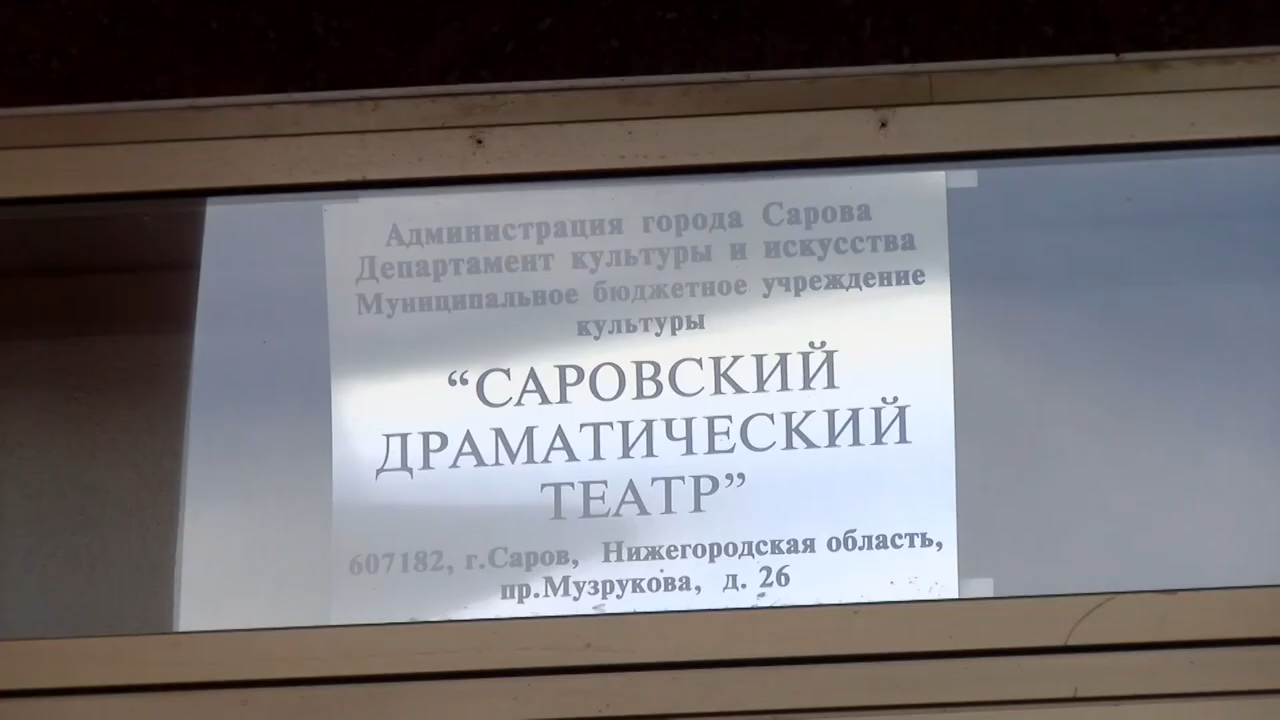 Администрация города Сарова
Департамент культуры и искусства
Муниципальное бюджетное учреждение
культуры
“САРОВСКИЙ
ДРАМАТИЧЕСКИЙ
ТЕАТР”
607182, г.Саров, Нижегородская область,
пр.Музрукова, д. 26